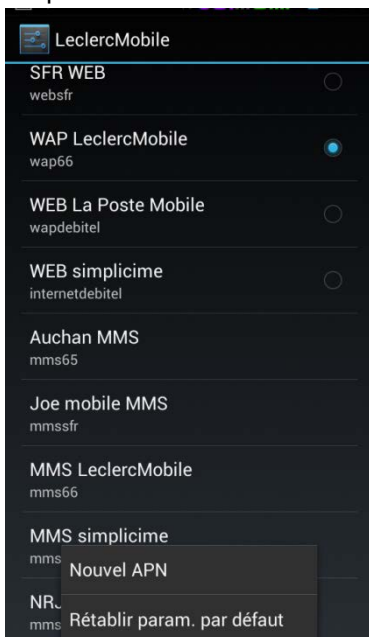 LeclercMobile
SFR WEB
websfr
WAP LeclercMobile
wap66
WEB La Poste Mobile
wapdebitel
WEB simplicime
internetdebitel
Auchan MMS
mms65
Joe mobile MMS
mmssfr
MMS LeclercMobile
mms66
MMS simplicime
mms
Nouvel APN
NRJ
mms
Rétablir param. par défaut